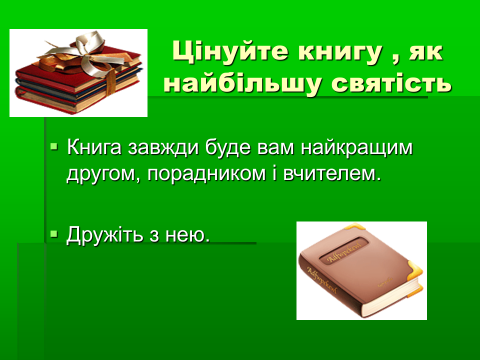 Цінуйте книгу , як
найбільшу святість
Книга завжди буде вам найкращим
другом, порадником і вчителем.
Дружіть з нею.